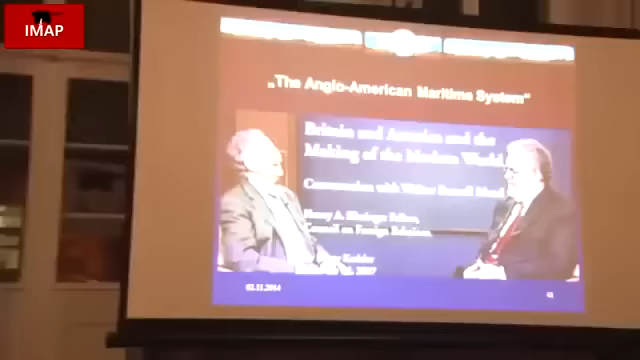 IMAP
„The Anglo-American Maritime System“
Britain and America and the
Making of the Modern World
Conversation with Walter Russell Mead
Henry A. Kissinger Fellow,
Council on Foreign Relations
2007
02.11.2014